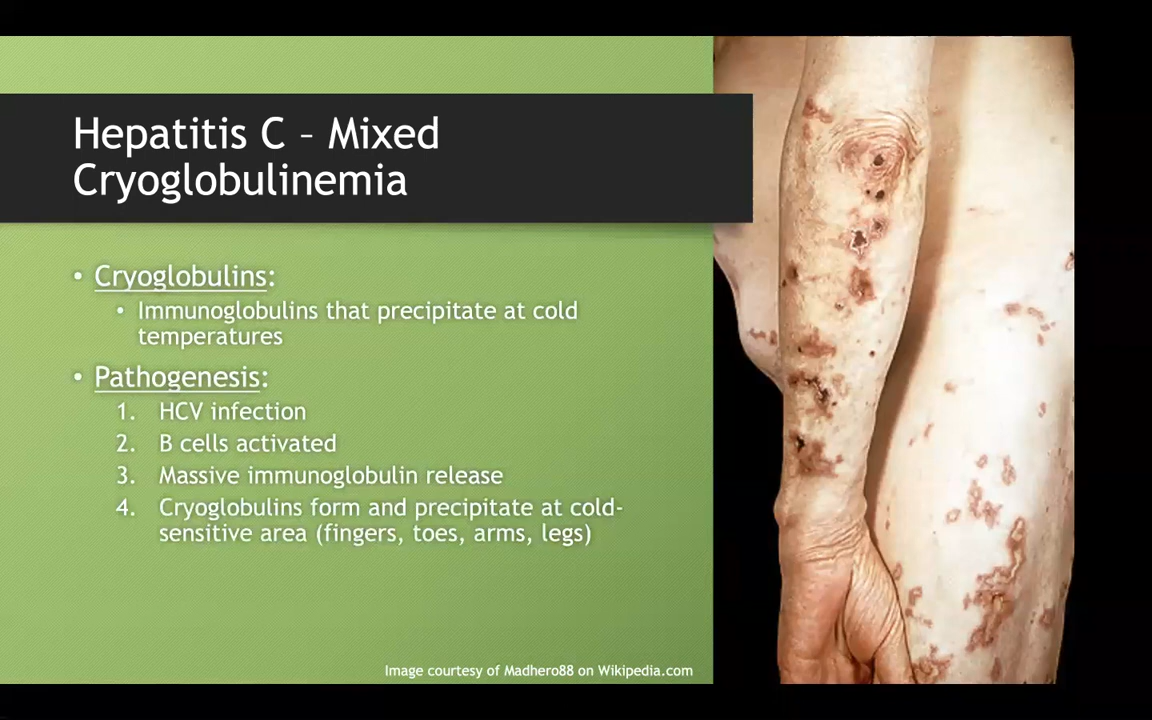 Hepatitis C – Mixed
Cryoglobulinemia
• Cryoglobulins:
• Immunoglobulins that precipitate at cold
temperatures
• Pathogenesis:
1. HCV infection
2. B cells activated
3. Massive immunoglobulin release
4. Cryoglobulins form and precipitate at cold-
sensitive area (fingers, toes, arms, legs)
Image courtesy of Madhero88 on Wikipedia.com